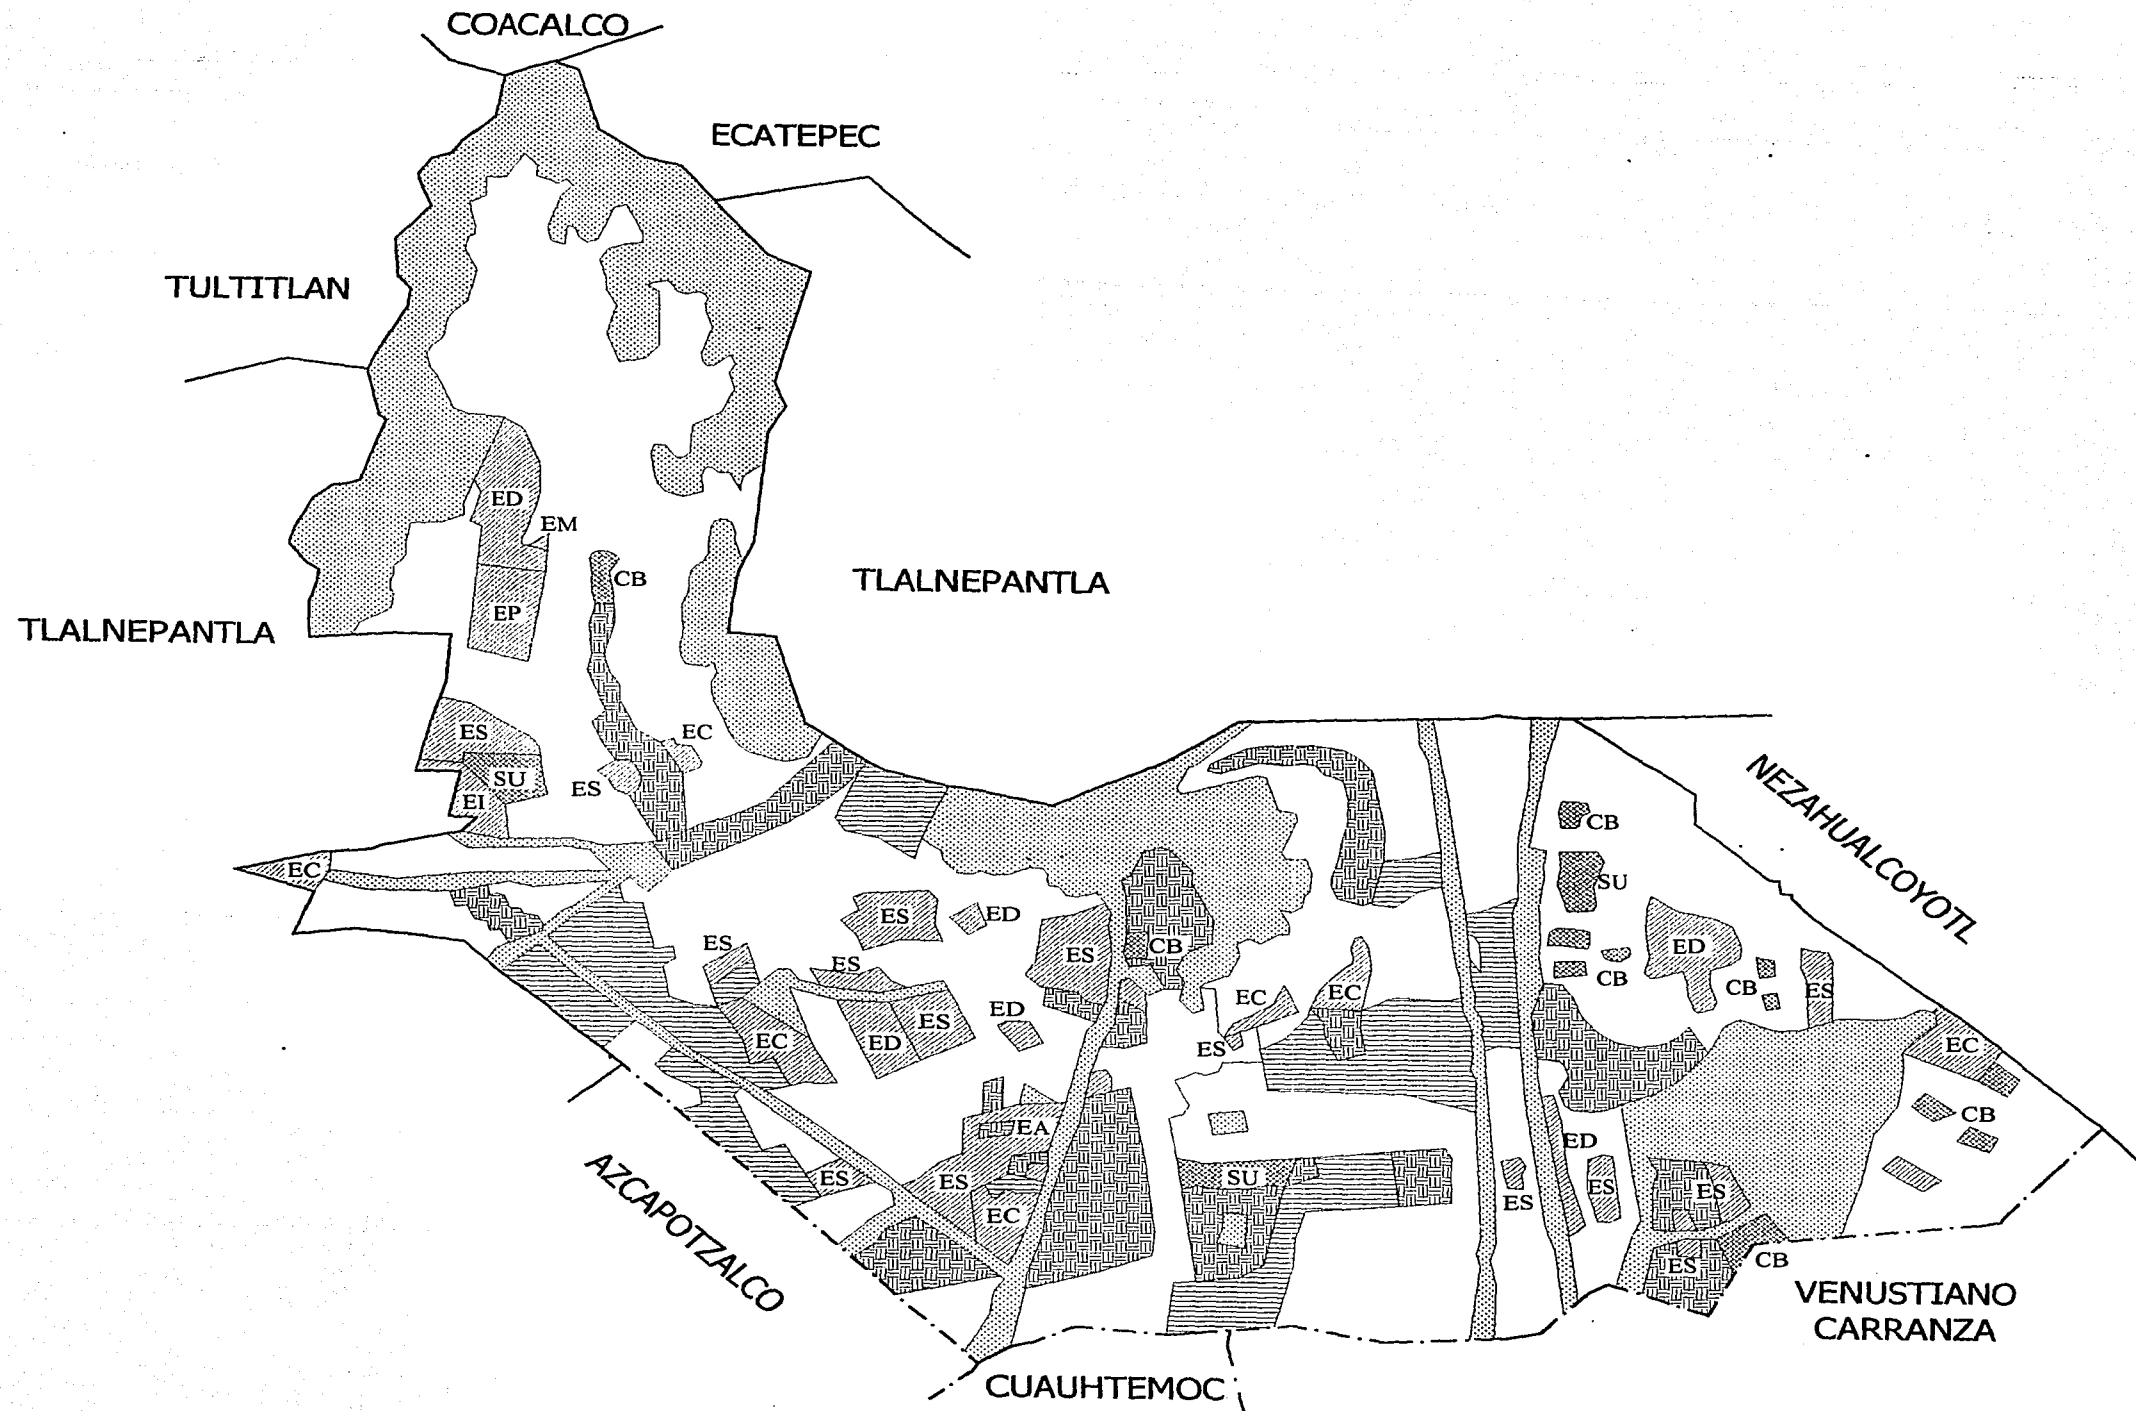 COACALCO
ECATEPEC
TULTITLAN
ED
EM
CB
TLALNEPANTLA
EP
TLALNEPANTLA
ES
EC
SU
ES
EI
NEZAHUALCOYOTL
CB
EC
SU
ES
ED
ES
ES
CB
ED
ES
EC
EC
CB
CB
ES
ED
ES
EC
ED
ES
EC
EA
CB
ED
ES
ES
EC
SU
ES
ES
ES
AZCAPOTZALCO
ES
CB
VENUSTIANO
CARRANZA
CUAUHTEMOC